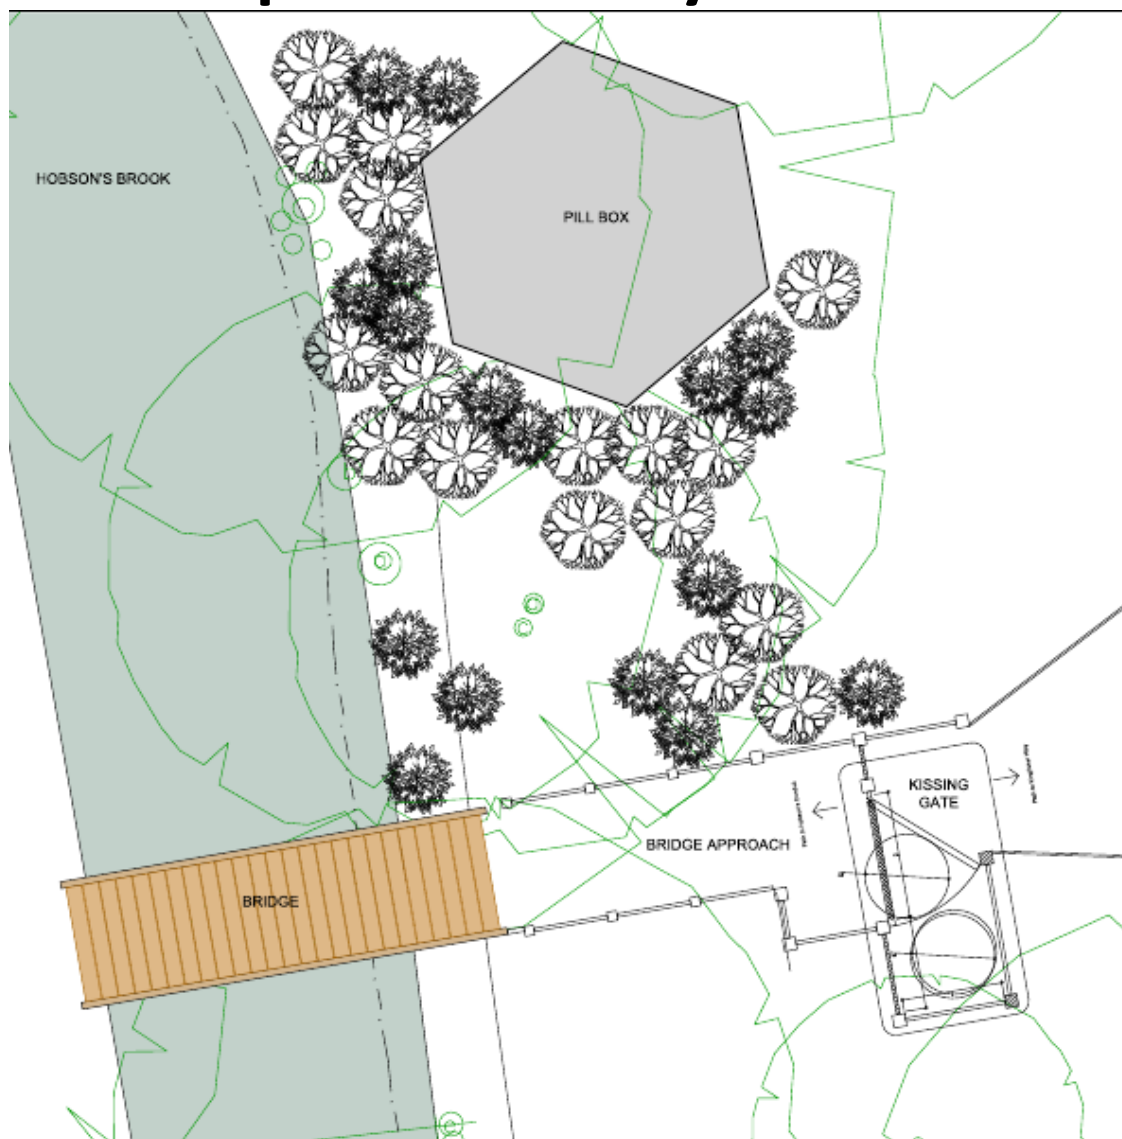 HOBSON'S BROOK
PILL BOX
KISSING
GATE
BRIDGE APPROACH
BRIDGE